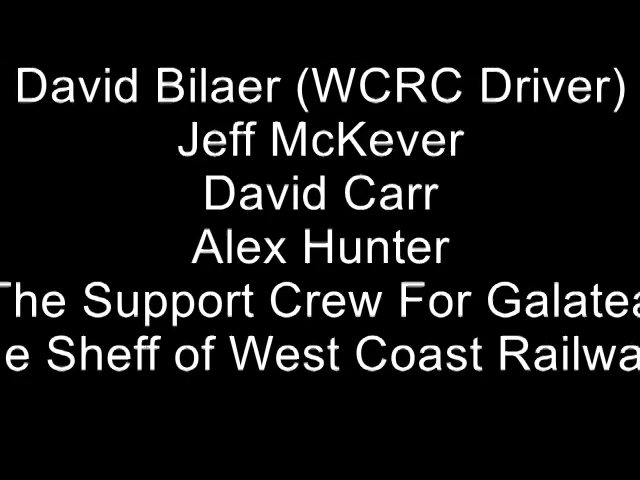 David Bilaer (WCRC Driver)
Jeff McKever
David Carr
Alex Hunter
The Support Crew For Galatea
e Sheff of West Coast Railwa